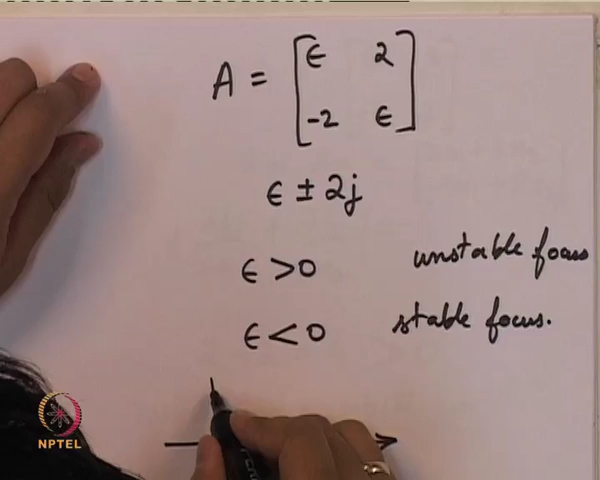 A = [ϵ 2
-2 ϵ]
ϵ ± 2j
ϵ > 0 unstable focus
ϵ < 0 stable focus.
NPTEL